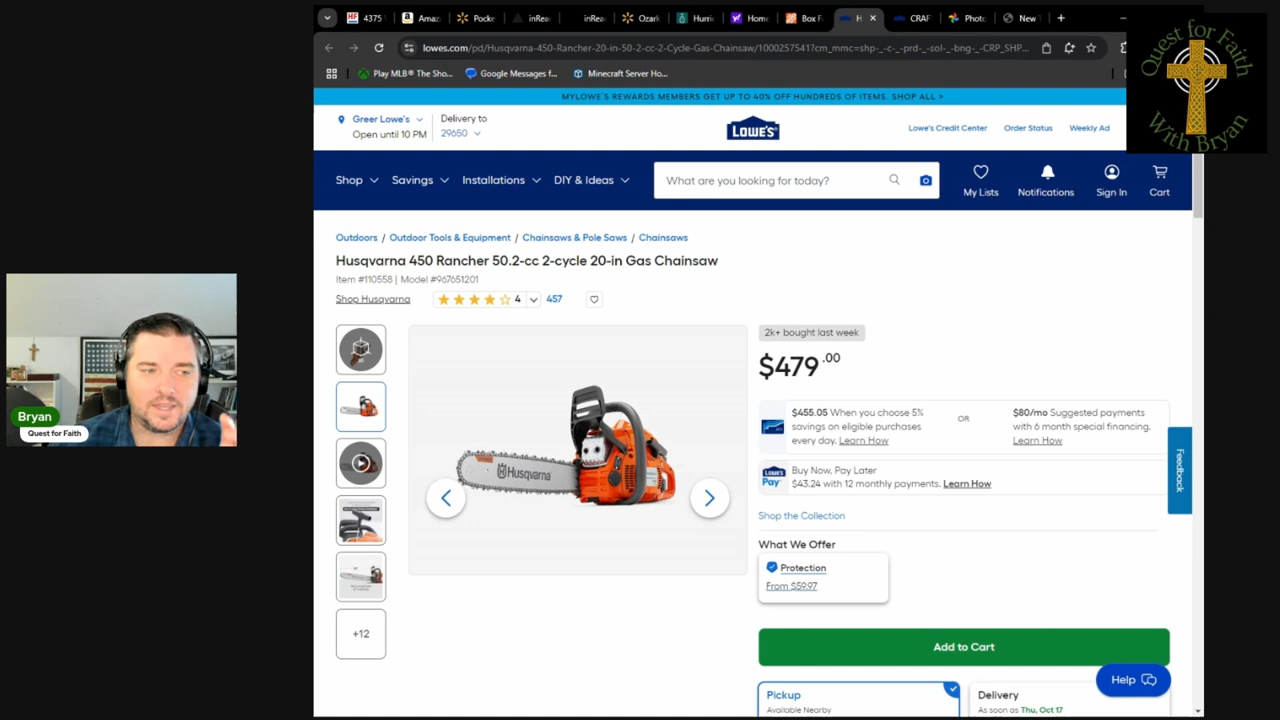 4375
Amaz
Pocke
inRea
inRea
Ozark
Hurric
Home
Box F
H
CRAF
Photo
New T
lowes.com/pd/Husqvarna-450-Rancher-20-in-50-2-cc-2-Cycle-Gas-Chainsaw/1000257541?cm_mmc=shp-_-c-_-prd-_-sol-_-bng-_-CRP_SHP...
Play MLB® The Sho...
Google Messages f...
Minecraft Server Ho...
MYLOWE'S REWARDS MEMBERS GET UP TO 40% OFF HUNDREDS OF ITEMS. SHOP ALL >
Greer Lowe's
Open until 10 PM
Delivery to
29650
LOWE'S
Lowe's Credit Center
Order Status
Weekly Ad
Shop
Savings
Installations
DIY & Ideas
What are you looking for today?
My Lists
Notifications
Sign In
Cart
Outdoors / Outdoor Tools & Equipment / Chainsaws & Pole Saws / Chainsaws
Husqvarna 450 Rancher 50.2-cc 2-cycle 20-in Gas Chainsaw
Item #110558 | Model #967651201
Shop Husqvarna
4
457
+12
Husqvarna
2k+ bought last week
$479.00
$455.05 When you choose 5%
savings on eligible purchases
every day. Learn How
OR
$80/mo Suggested payments
with 6 month special financing.
Learn How
LOWE'S
Pay
Buy Now, Pay Later
$43.24 with 12 monthly payments. Learn How
Shop the Collection
What We Offer
Protection
From $59.97
Add to Cart
Pickup
Available Nearby
Delivery
As soon as Thu, Oct 17
Help
Feedback
Quest for Faith
With Bryan
Bryan
Quest for Faith